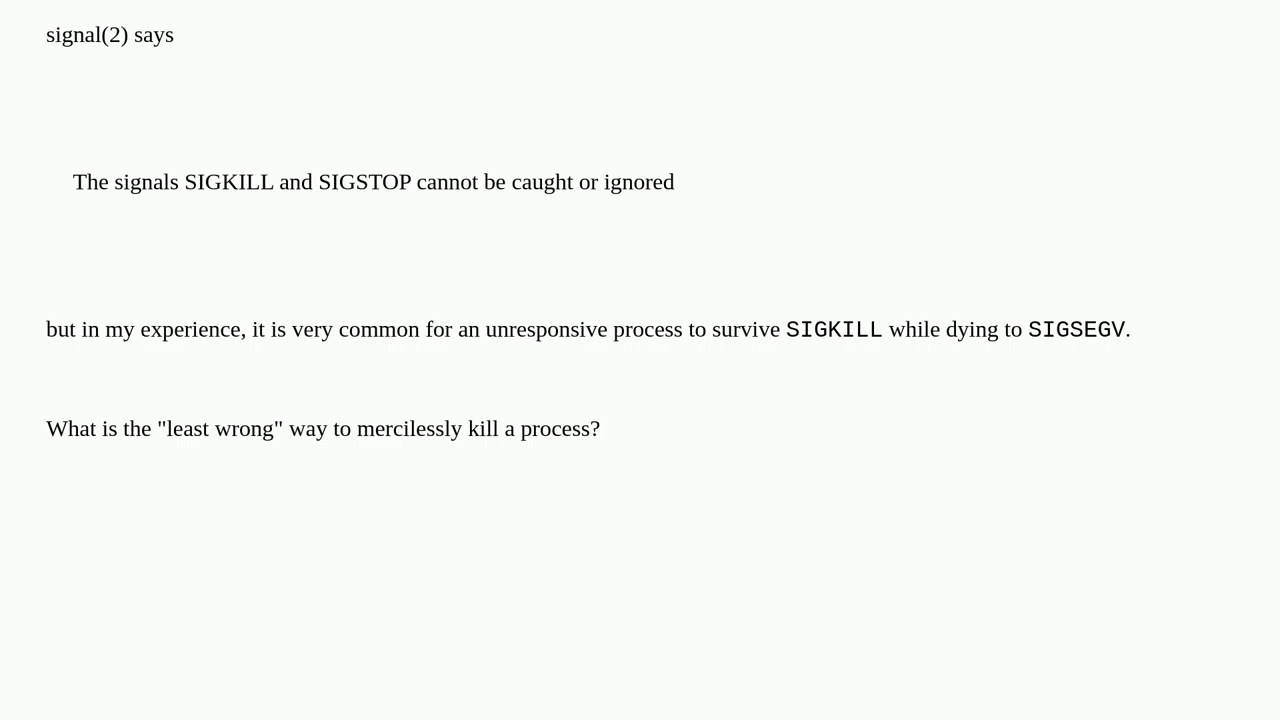 signal(2) says
The signals SIGKILL and SIGSTOP cannot be caught or ignored
but in my experience, it is very common for an unresponsive process to survive SIGKILL while dying to SIGSEGV.
What is the "least wrong" way to mercilessly kill a process?